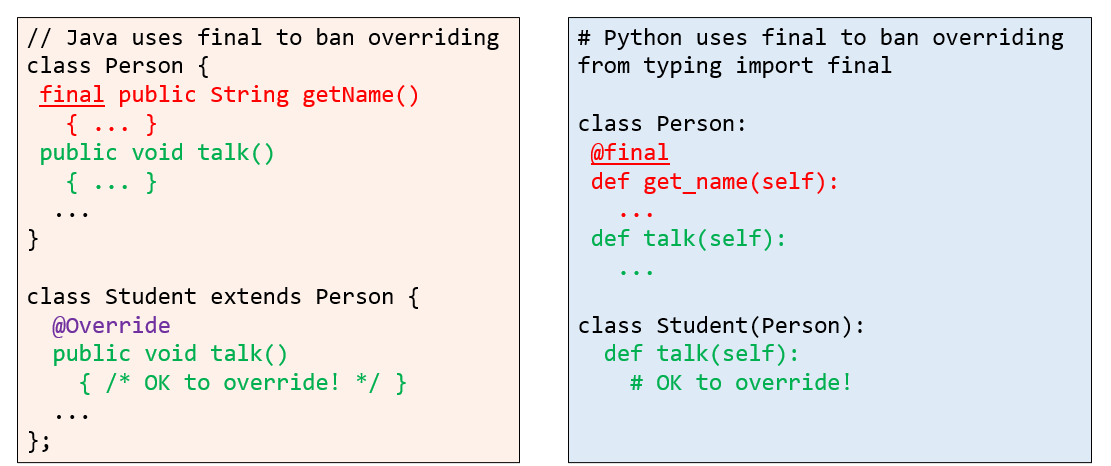 // Java uses final to ban overriding
class Person {
 final public String getName()
   { ... }
 public void talk()
   { ... }
  ...
}

class Student extends Person {
  @Override
  public void talk()
    { /* OK to override! */ }
  ...
};

# Python uses final to ban overriding
from typing import final

class Person:
 @final
 def get_name(self):
   ...
 def talk(self):
   ...

class Student(Person):
  def talk(self):
    # OK to override!